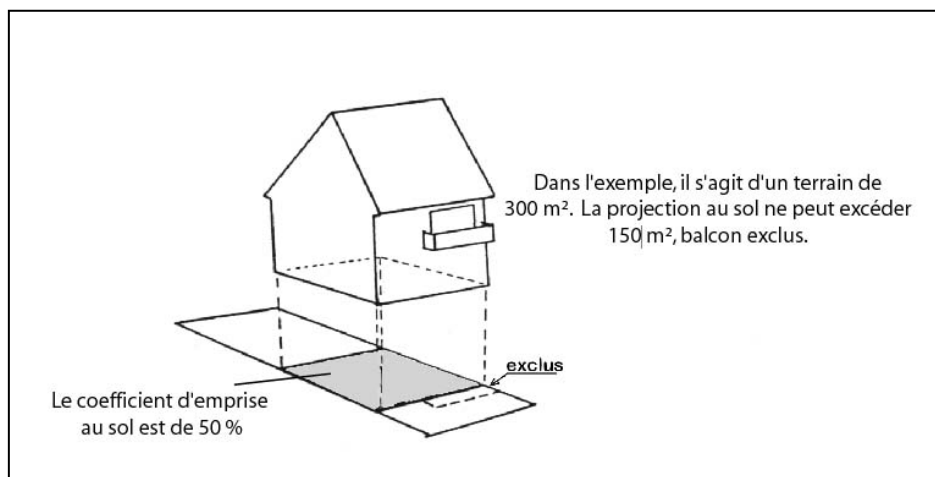 Dans l'exemple, il s'agit d'un terrain de
300 m². La projection au sol ne peut excéder
150 m², balcon exclus.
exclus
Le coefficient d'emprise
au sol est de 50 %